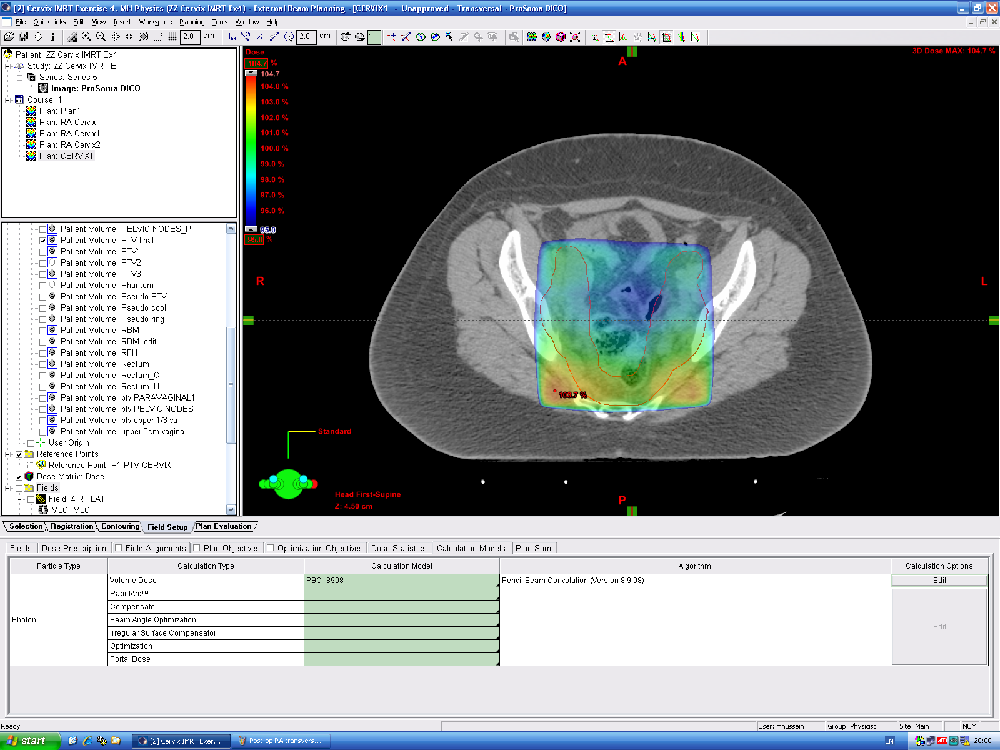 [2] Cervix IMRT Exercise 4, MH Physics (ZZ Cervix IMRT Ex4) - External Beam Planning - [CERVIX1 - Unapproved - Transversal - ProSoma DICO]
File Quick Links Edit View Insert Workspace Planning Tools Window Help
2.0 cm 2.0 cm 1
Patient: ZZ Cervix IMRT Ex4
Study: ZZ Cervix IMRT E
Series: Series 5
Image: ProSoma DICO
Course: 1
Plan: Plan1
Plan: RA Cervix
Plan: RA Cervix1
Plan: RA Cervix2
Plan: CERVIX1
Patient Volume: PELVIC NODES_P
Patient Volume: PTV final
Patient Volume: PTV1
Patient Volume: PTV2
Patient Volume: PTV3
Patient Volume: Phantom
Patient Volume: Pseudo PTV
Patient Volume: Pseudo cool
Patient Volume: Pseudo ring
Patient Volume: RBM
Patient Volume: RBM_edit
Patient Volume: RFH
Patient Volume: Rectum
Patient Volume: Rectum_C
Patient Volume: Rectum_H
Patient Volume: ptv PARAVAGINAL1
Patient Volume: ptv PELVIC NODES
Patient Volume: ptv upper 1/3 va
Patient Volume: upper 3cm vagina
User Origin
Reference Points
Reference Point: P1 PTV CERVIX
Dose Matrix: Dose
Fields
Field: 4 RT LAT
MLC: MLC
Dose
104.7 %
104.7
104.0 %
103.0 %
102.0 %
101.0 %
100.0 %
99.0 %
98.0 %
97.0 %
96.0 %
95.0
95.0 %
3D Dose MAX: 104.7 %
A
R
L
P
103.7 %
Standard
Head First-Supine
Z: 4.50 cm
Selection Registration Contouring Field Setup Plan Evaluation
Fields Dose Prescription Field Alignments Plan Objectives Optimization Objectives Dose Statistics Calculation Models Plan Sum
Particle Type Calculation Type Calculation Model Algorithm Calculation Options
Photon
Volume Dose PBC_8908 Pencil Beam Convolution (Version 8.9.08) Edit
RapidArc™
Compensator
Beam Angle Optimization
Irregular Surface Compensator
Optimization
Portal Dose
Edit
Ready
User: mhussein Group: Physicist Site: Main NUM
start [2] Cervix IMRT Exer... Post-op RA transvers... EN ATI 20:00